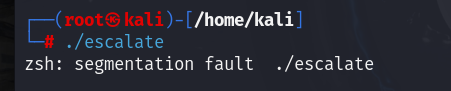 ┌──(root㉿kali)-[/home/kali]
└─# ./escalate
zsh: segmentation fault  ./escalate